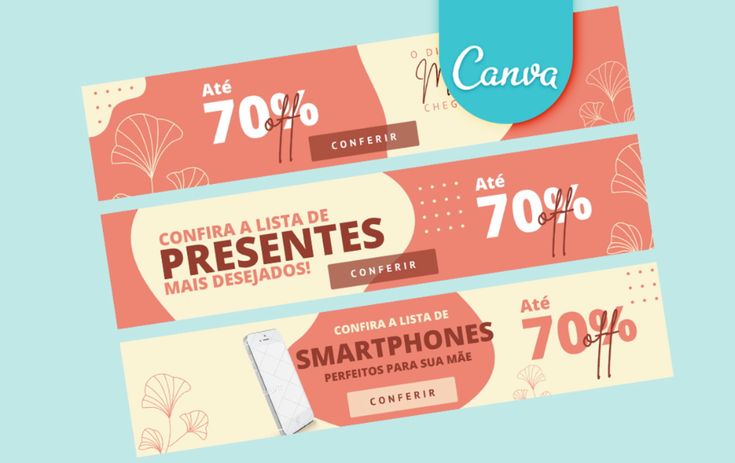 Canva
Até
70%
off
CONFERIR
O
CHEG
CONFIRA A LISTA DE
PRESENTES
MAIS DESEJADOS!
CONFERIR
Até
70%
off
CONFIRA A LISTA DE
SMARTPHONES
PERFEITOS PARA SUA MÃE
CONFERIR
Até
70%
off